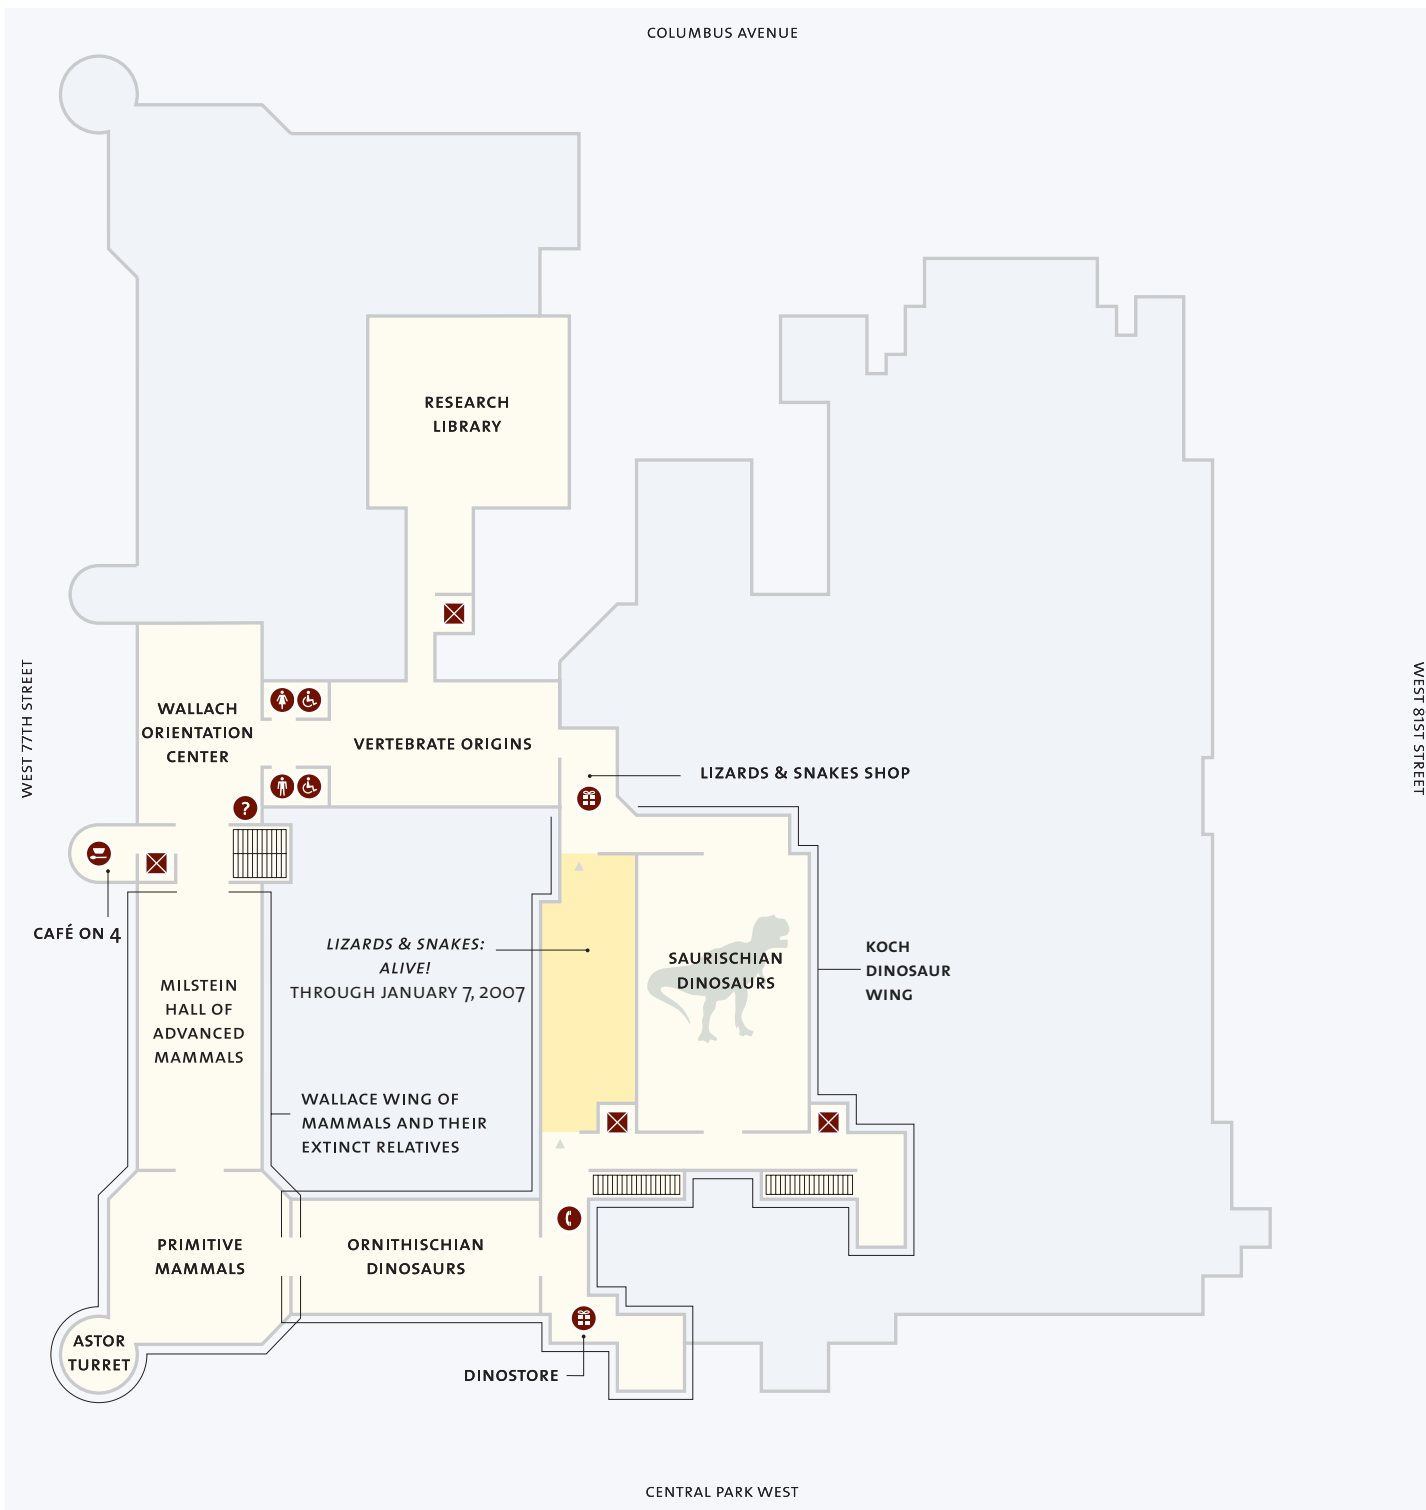 COLUMBUS AVENUE
RESEARCH
LIBRARY
WEST 77TH STREET
WEST 81ST STREET
WALLACH
ORIENTATION
CENTER
VERTEBRATE ORIGINS
LIZARDS & SNAKES SHOP
?
CAFÉ ON 4
LIZARDS & SNAKES:
ALIVE!
THROUGH JANUARY 7, 2007
SAURISCHIAN
DINOSAURS
KOCH
DINOSAUR
WING
MILSTEIN
HALL OF
ADVANCED
MAMMALS
WALLACE WING OF
MAMMALS AND THEIR
EXTINCT RELATIVES
PRIMITIVE
MAMMALS
ORNITHISCHIAN
DINOSAURS
ASTOR
TURRET
DINOSTORE
CENTRAL PARK WEST